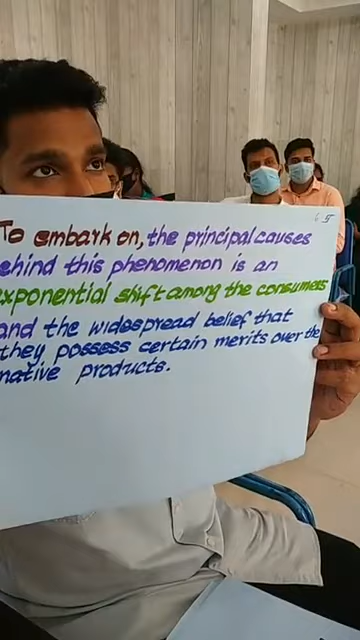 To embark on, the principal causes
ehind this phenomenon is an
exponential shift among the consumers
and the widespread belief that
they possess certain merits over the
native products.